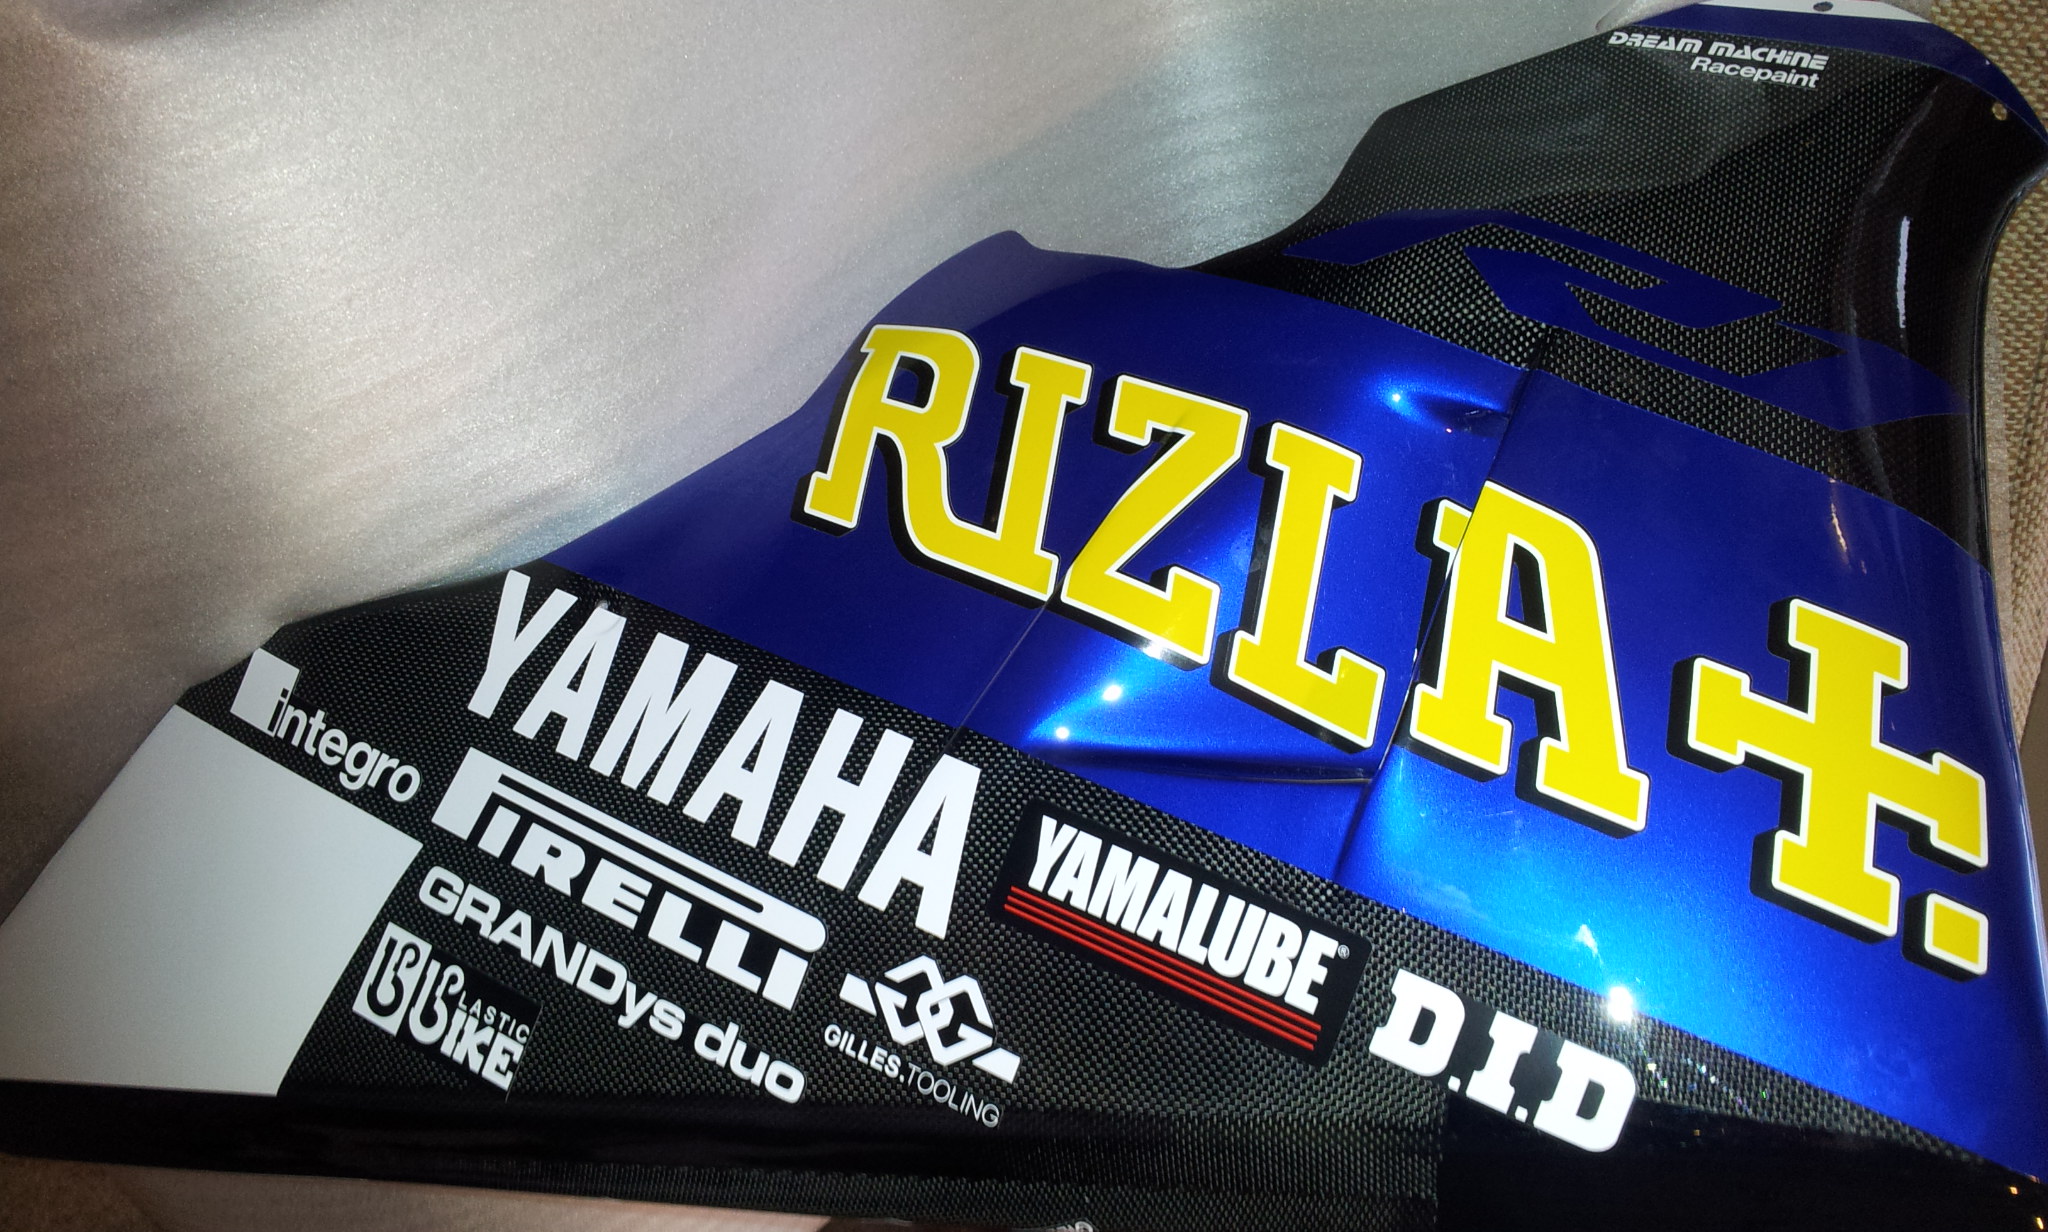 DREAM MACHINE
Racepaint
R1
RIZLA+.
YAMAHA
integro
PIRELLI
YAMALUBE®
GRANDys duo
GILLES.TOOLING
D.I.D
PLASTIC
BIKE